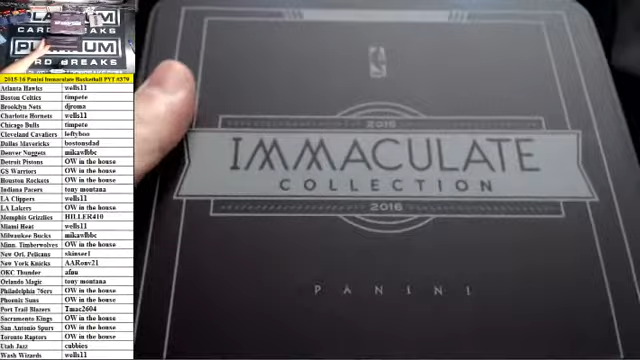 PLATINUM
CARD BREAKS
2015-16 Panini Immaculate Basketball PYT #379
Atlanta Hawks wells11
Boston Celtics timpete
Brooklyn Nets djroma
Charlotte Hornets wells11
Chicago Bulls timpete
Cleveland Cavaliers leftyboo
Dallas Mavericks bostonsdad
Denver Nuggets mikawlbbc
Detroit Pistons OW in the house
GS Warriors OW in the house
Houston Rockets OW in the house
Indiana Pacers tony montana
LA Clippers wells11
LA Lakers OW in the house
Memphis Grizzlies HILLER410
Miami Heat wells11
Milwaukee Bucks mikawlbbc
Minn. Timberwolves OW in the house
New Orl. Pelicans skinser1
New York Knicks AARonv21
OKC Thunder afuu
Orlando Magic tony montana
Philadelphia 76ers OW in the house
Phoenix Suns OW in the house
Port Trail Blazers Tmac2604
Sacramento Kings OW in the house
San Antonio Spurs OW in the house
Toronto Raptors OW in the house
Utah Jazz cubbies
Wash Wizards wells11
2016
IMMACULATE
COLLECTION
2016
PANINI